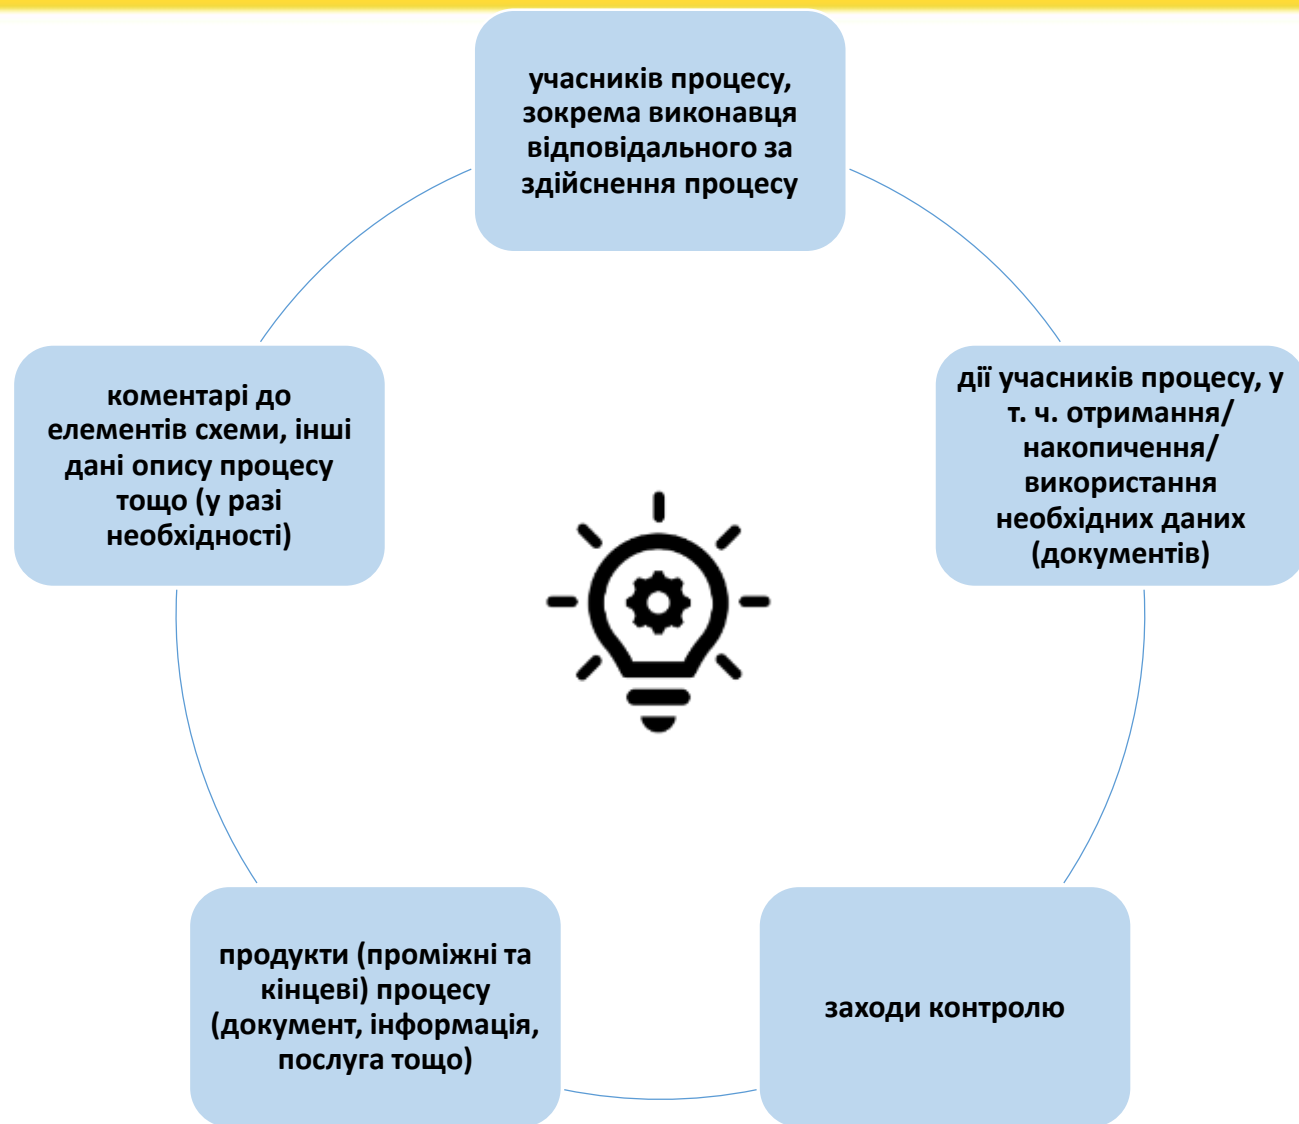 учасників процесу,
зокрема виконавця
відповідального за
здійснення процесу
дії учасників процесу, у
т. ч. отримання/
накопичення/
використання
необхідних даних
(документів)
заходи контролю
продукти (проміжні та
кінцеві) процесу
(документ, інформація,
послуга тощо)
коментарі до
елементів схеми, інші
дані опису процесу
тощо (у разі
необхідності)